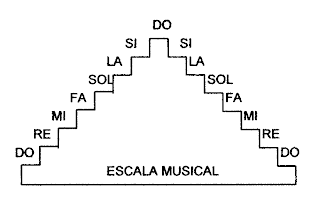 DO
SI SI
LA LA
SOL SOL
FA FA
MI MI
RE RE
DO DO
ESCALA MUSICAL